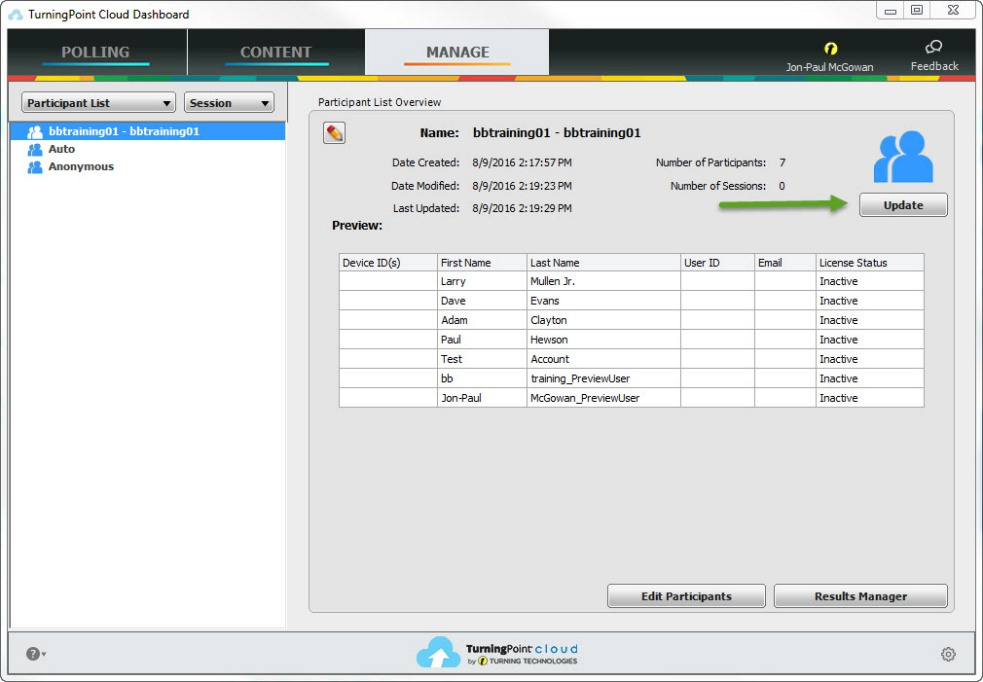 TurningPoint Cloud Dashboard
POLLING CONTENT MANAGE Jon-Paul McGowan Feedback
Participant List Session
Participant List Overview
bbtraining01 - bbtraining01
Auto
Anonymous
Name: bbtraining01 - bbtraining01
Date Created: 8/9/2016 2:17:57 PM Number of Participants: 7
Date Modified: 8/9/2016 2:19:23 PM Number of Sessions: 0
Last Updated: 8/9/2016 2:19:29 PM
Update
Preview:
Device ID(s) First Name Last Name User ID Email License Status
Larry Mullen Jr. Inactive
Dave Evans Inactive
Adam Clayton Inactive
Paul Hewson Inactive
Test Account Inactive
bb training_PreviewUser Inactive
Jon-Paul McGowan_PreviewUser Inactive
Edit Participants Results Manager
?
TurningPoint cloud
by TURNING TECHNOLOGIES